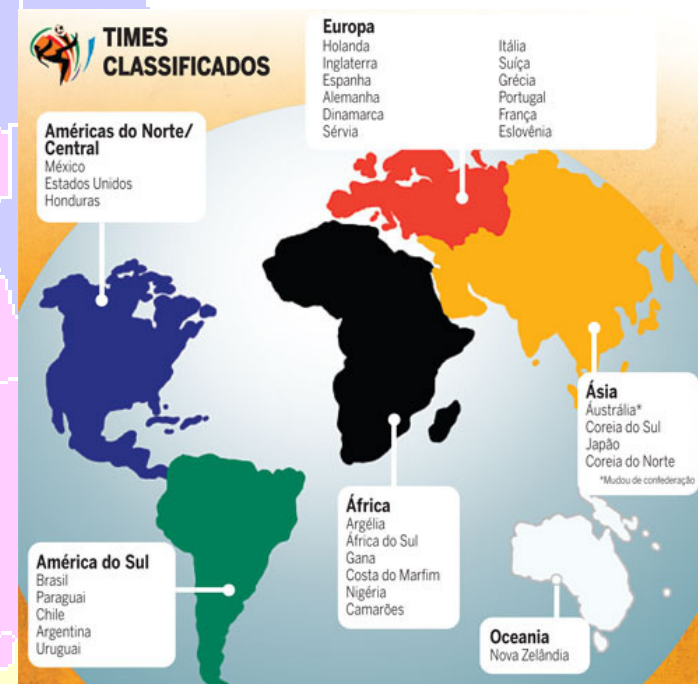 TIMES
CLASSIFICADOS
Europa
Holanda
Inglaterra
Espanha
Alemanha
Dinamarca
Sérvia
Itália
Suíça
Grécia
Portugal
França
Eslovênia
Américas do Norte/
Central
México
Estados Unidos
Honduras
Ásia
Áustrália*
Coreia do Sul
Japão
Coreia do Norte
*Mudou de confederação
África
Argélia
África do Sul
Gana
Costa do Marfim
Nigéria
Camarões
América do Sul
Brasil
Paraguai
Chile
Argentina
Uruguai
Oceania
Nova Zelândia